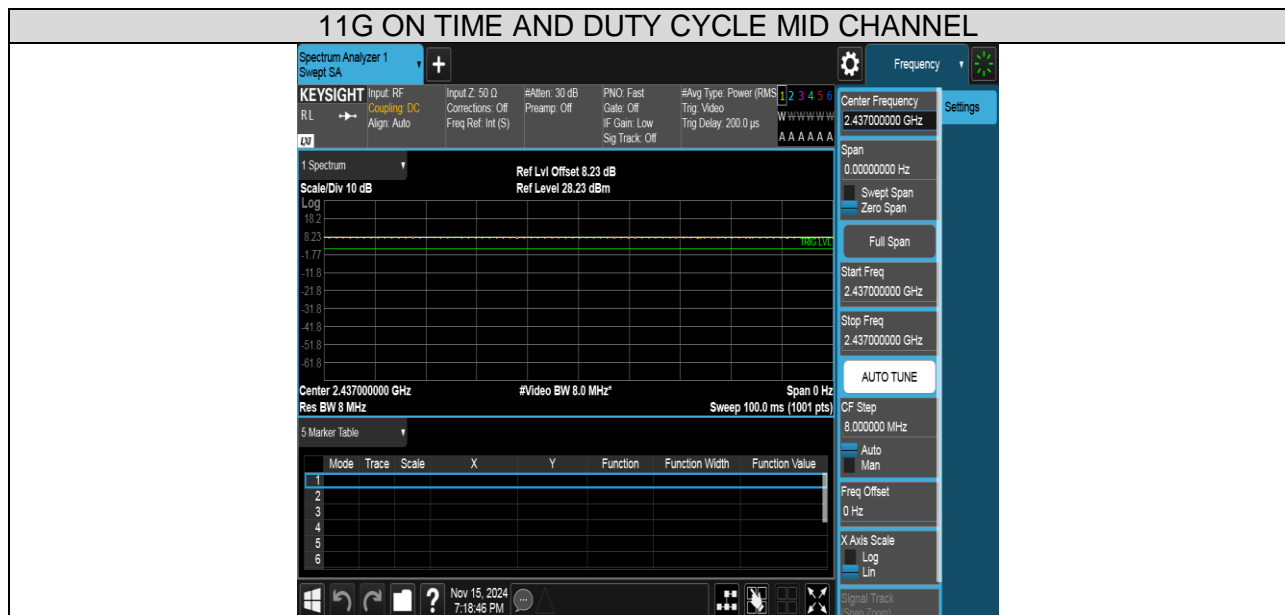 11G ON TIME AND DUTY CYCLE MID CHANNEL
Spectrum Analyzer 1
Swept SA
+
Frequency
KEYSIGHT
RL
LXI
Input: RF
Coupling: DC
Align: Auto
Input Z: 50 Ω
Corrections: Off
Freq Ref: Int (S)
#Atten: 30 dB
Preamp: Off
PNO: Fast
Gate: Off
IF Gain: Low
Sig Track: Off
#Avg Type: Power (RMS
Trig: Video
Trig Delay: 200.0 µs
1 2 3 4 5 6
W W W W W W
A A A A A A
1 Spectrum
Scale/Div 10 dB
Ref Lvl Offset 8.23 dB
Ref Level 28.23 dBm
Log
18.2
8.23
-1.77
-11.8
-21.8
-31.8
-41.8
-51.8
-61.8
TRIG LVL
Center 2.437000000 GHz
#Video BW 8.0 MHz*
Span 0 Hz
Res BW 8 MHz
Sweep 100.0 ms (1001 pts)
5 Marker Table
Mode Trace Scale X Y Function Function Width Function Value
1
2
3
4
5
6
?
Nov 15, 2024
7:18:46 PM
Center Frequency
2.437000000 GHz
Settings
Span
0.00000000 Hz
Swept Span
Zero Span
Full Span
Start Freq
2.437000000 GHz
Stop Freq
2.437000000 GHz
AUTO TUNE
CF Step
8.000000 MHz
Auto
Man
Freq Offset
0 Hz
X Axis Scale
Log
Lin
Signal Track
(Span Zoom)